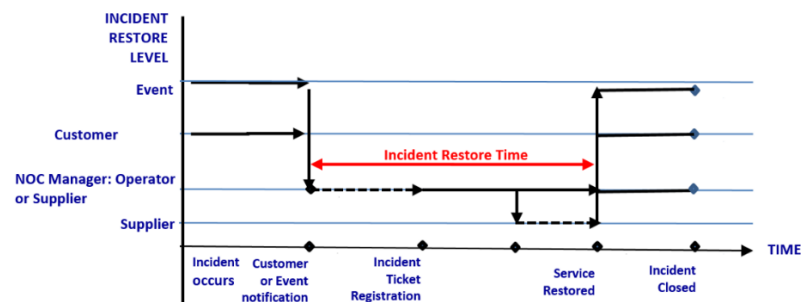 INCIDENT
RESTORE
LEVEL
Event
Customer
Incident Restore Time
NOC Manager: Operator
or Supplier
Supplier
TIME
Incident
occurs
Customer
or Event
notification
Incident
Ticket
Registration
Service
Restored
Incident
Closed